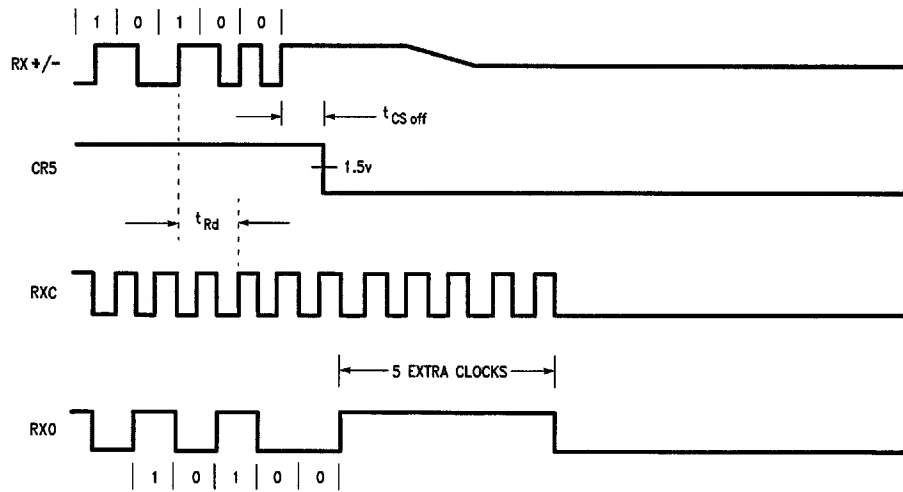 | 1 | 0 | 1 | 0 | 0 |
RX +/-
t CS off
CR5
1.5v
t Rd
RXC
5 EXTRA CLOCKS
RXO
| 1 | 0 | 1 | 0 | 0 |